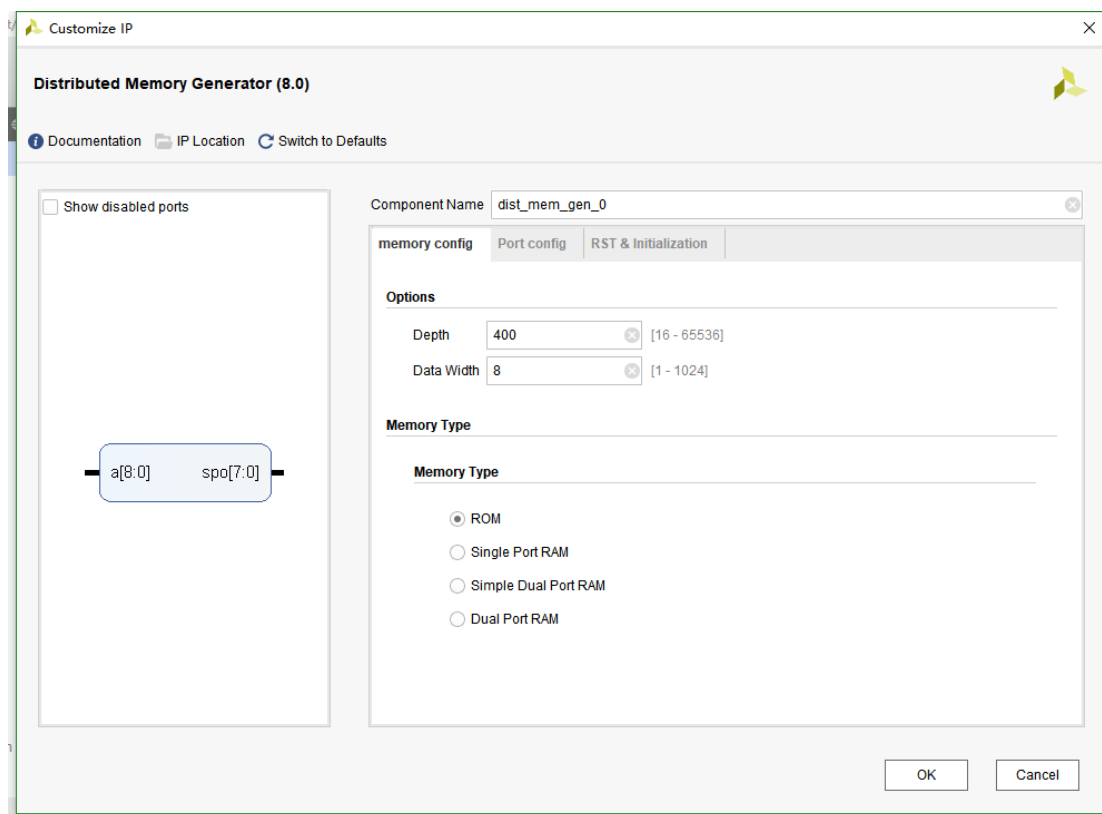 Customize IP
Distributed Memory Generator (8.0)
Documentation IP Location Switch to Defaults
Show disabled ports
Component Name dist_mem_gen_0
memory config Port config RST & Initialization
Options
Depth 400 [16 - 65536]
Data Width 8 [1 - 1024]
Memory Type
Memory Type
a[8:0] spo[7:0]
ROM
Single Port RAM
Simple Dual Port RAM
Dual Port RAM
OK Cancel